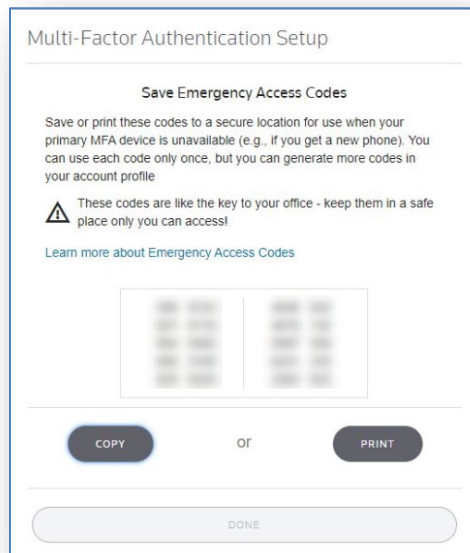 Multi-Factor Authentication Setup
Save Emergency Access Codes
Save or print these codes to a secure location for use when your
primary MFA device is unavailable (e.g., if you get a new phone). You
can use each code only once, but you can generate more codes in
your account profile
These codes are like the key to your office - keep them in a safe
place only you can access!
Learn more about Emergency Access Codes
COPY or PRINT
DONE